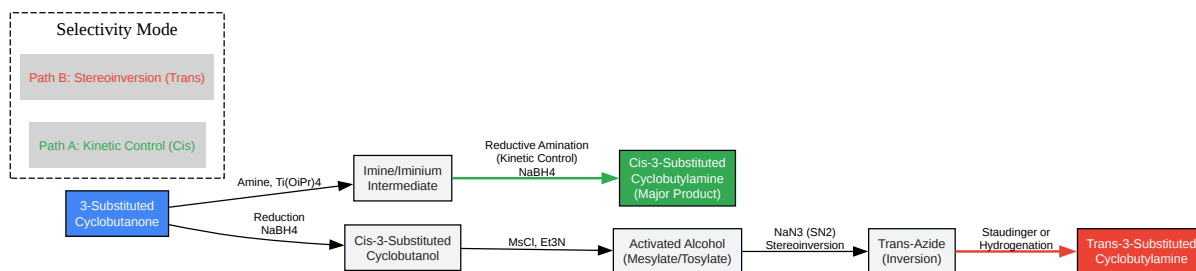 Selectivity Mode
Path B: Stereoinversion (Trans)
Path A: Kinetic Control (Cis)
3-Substituted
Cyclobutanone
Amine, Ti(OiPr)4
Reduction
NaBH4
Imine/Iminium
Intermediate
Reductive Amination
(Kinetic Control)
NaBH4
Cis-3-Substituted
Cyclobutylamine
(Major Product)
Cis-3-Substituted
Cyclobutanol
MsCl, Et3N
Activated Alcohol
(Mesylate/Tosylate)
NaN3 (SN2)
Stereoinversion
Trans-Azide
(Inversion)
Staudinger or
Hydrogenation
Trans-3-Substituted
Cyclobutylamine